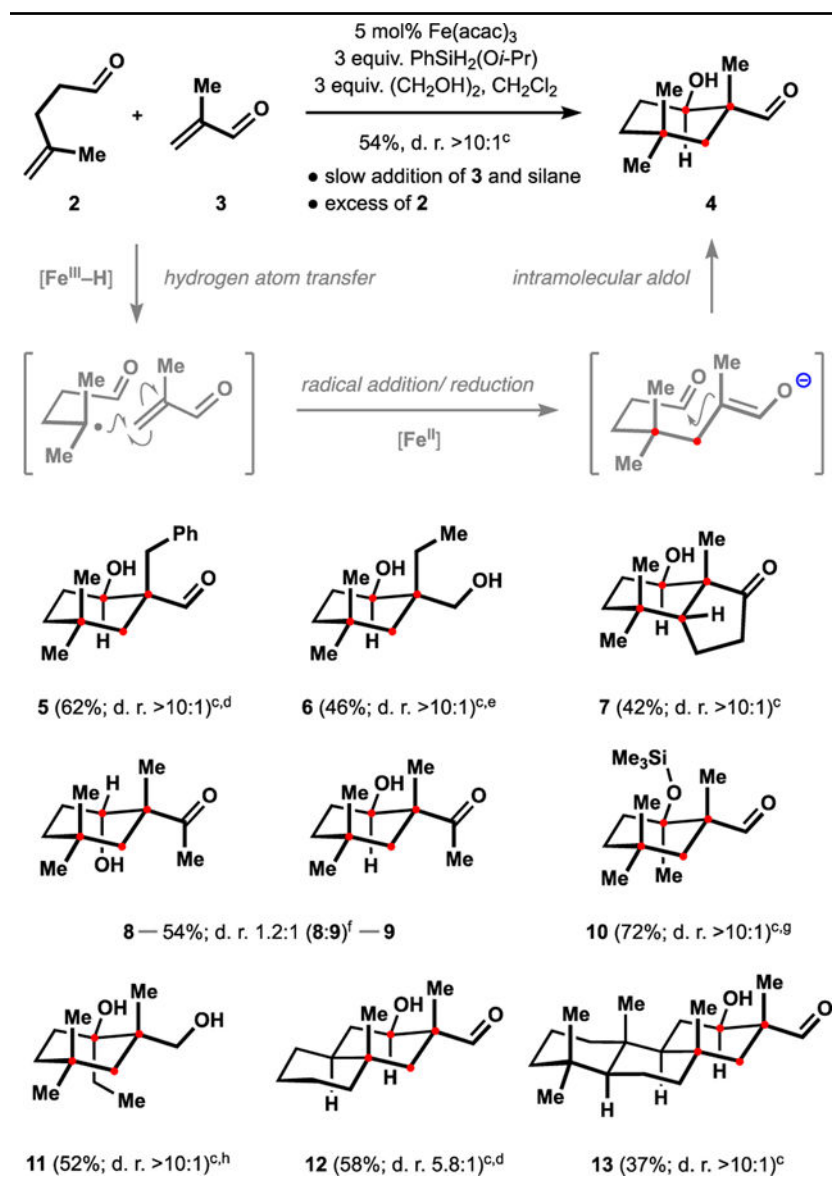 5 mol% Fe(acac)3
3 equiv. PhSiH2(Oi-Pr)
3 equiv. (CH2OH)2, CH2Cl2
54%, d. r. >10:1c
● slow addition of 3 and silane
● excess of 2
O
Me
2
+
Me
O
3
Me
OH
Me
O
Me
H
4
[FeIII–H]
hydrogen atom transfer
intramolecular aldol
Me
O
Me
Me
O
radical addition/ reduction
[FeII]
Me
O
Me
O
⊖
Me
Ph
OH
Me
O
Me
H
5 (62%; d. r. >10:1)c,d
Me
OH
Me
OH
Me
H
6 (46%; d. r. >10:1)c,e
OH
Me
Me
O
H
H
Me
7 (42%; d. r. >10:1)c
H
Me
Me
O
OH
Me
Me
OH
Me
Me
O
H
Me
Me
8 — 54%; d. r. 1.2:1 (8:9)f — 9
Me3Si
O
Me
Me
O
Me
Me
10 (72%; d. r. >10:1)c,g
OH
Me
Me
OH
Me
Me
11 (52%; d. r. >10:1)c,h
OH
Me
Me
O
H
H
12 (58%; d. r. 5.8:1)c,d
Me
Me
OH
Me
O
H
Me
H
H
13 (37%; d. r. >10:1)c